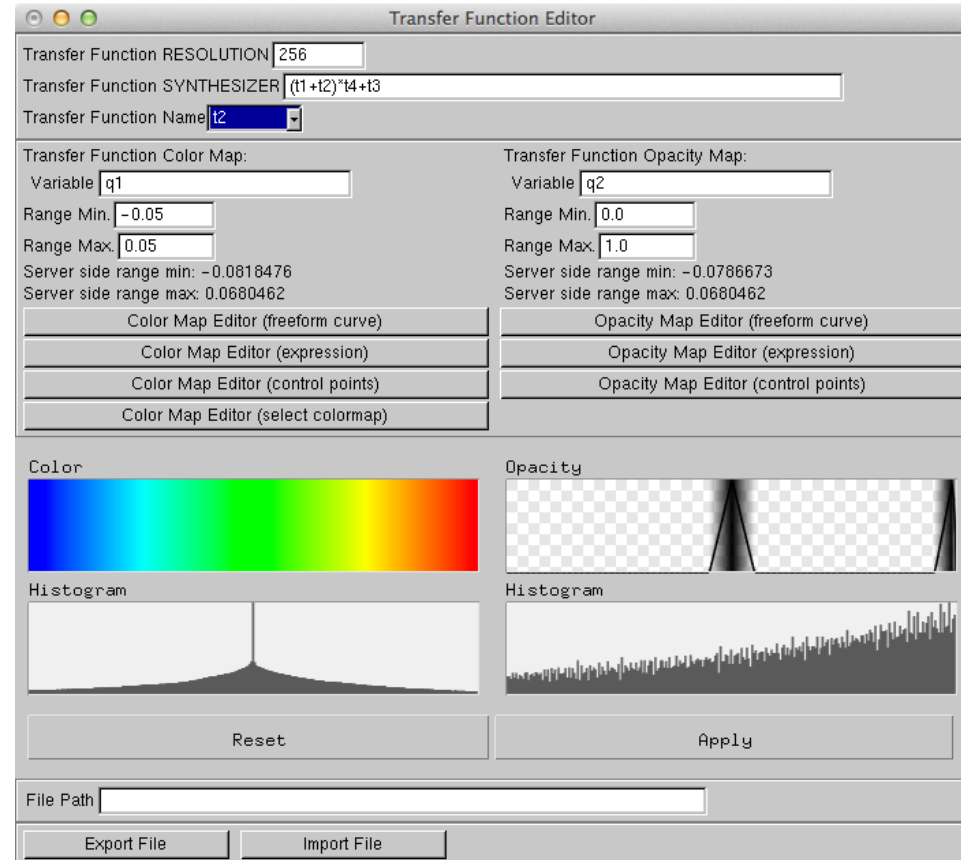 Transfer Function Editor
Transfer Function RESOLUTION 256
Transfer Function SYNTHESIZER (t1+t2)*t4+t3
Transfer Function Name t2
Transfer Function Color Map:
Variable q1
Range Min. -0.05
Range Max. 0.05
Server side range min: -0.0818476
Server side range max: 0.0680462
Color Map Editor (freeform curve)
Color Map Editor (expression)
Color Map Editor (control points)
Color Map Editor (select colormap)
Transfer Function Opacity Map:
Variable q2
Range Min. 0.0
Range Max. 1.0
Server side range min: -0.0786673
Server side range max: 0.0680462
Opacity Map Editor (freeform curve)
Opacity Map Editor (expression)
Opacity Map Editor (control points)
Color
Histogram
Opacity
Histogram
Reset
Apply
File Path
Export File
Import File